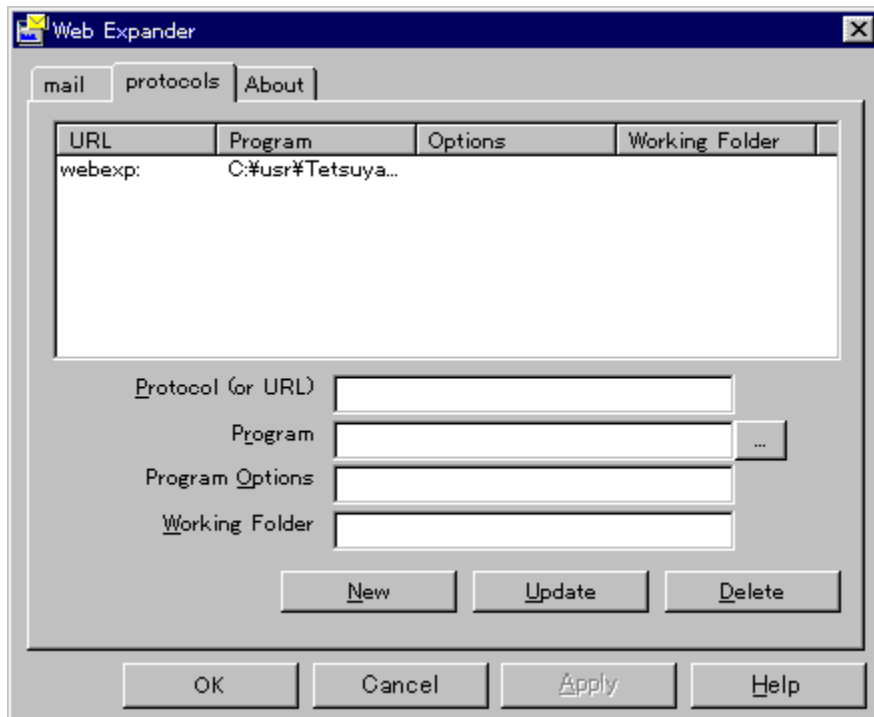 Web Expander
mail protocols About
URL Program Options Working Folder
webexp: C:¥usr¥Tetsuya...
Protocol (or URL)
Program ...
Program Options
Working Folder
New Update Delete
OK Cancel Apply Help